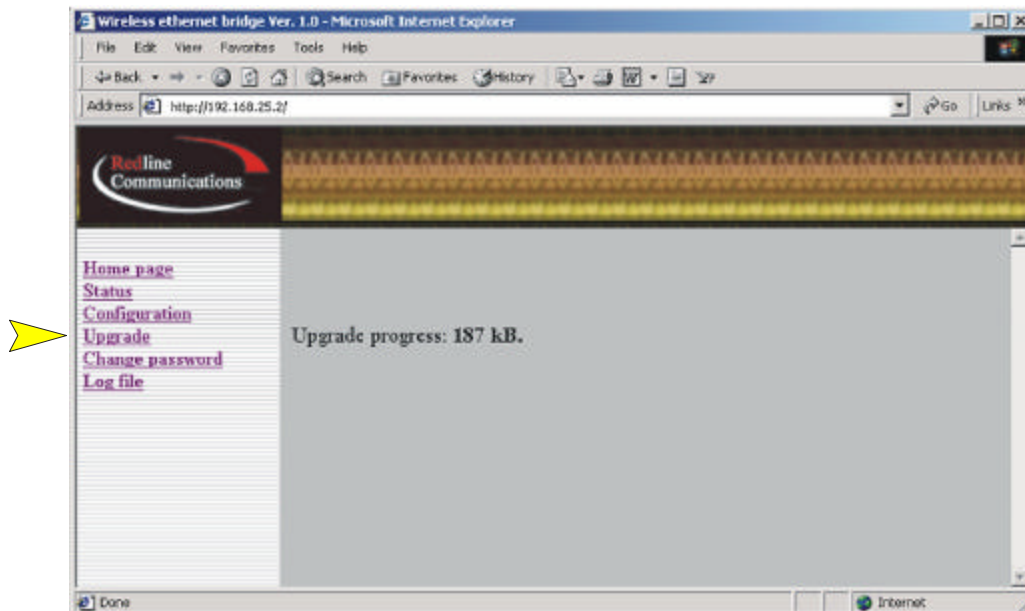 Wireless ethernet bridge Ver. 1.0 - Microsoft Internet Explorer
File Edit View Favorites Tools Help
Back Search Favorites History
Address http://192.168.25.2/ Go Links »
Redline
Communications
Home page
Status
Configuration
Upgrade
Change password
Log file
Upgrade progress: 187 kB.
Done Internet